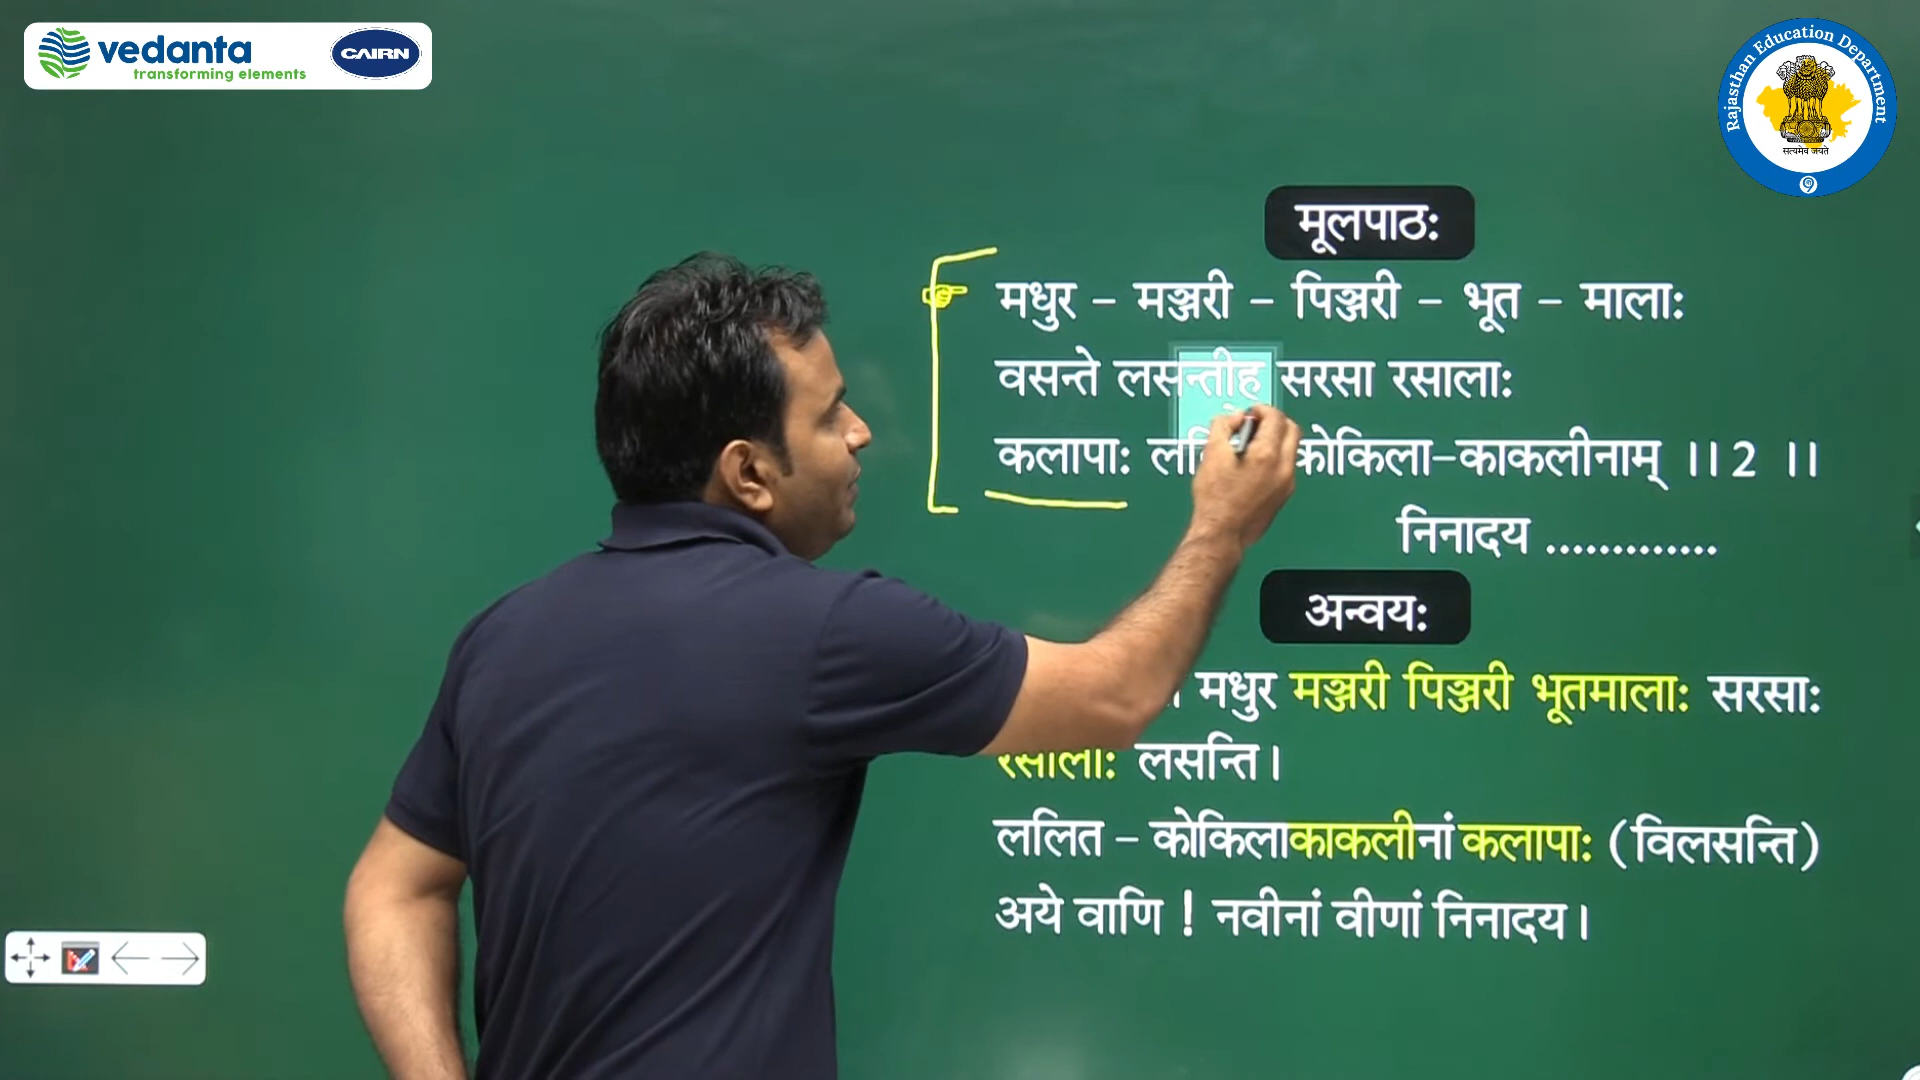 vedanta
transforming elements
CAIRN
Rajasthan Education Department
सत्यमेव जयते
मूलपाठः
मधुर – मञ्जरी – पिञ्जरी – भूत – मालाः
वसन्ते लसन्तीह सरसा रसालाः
कलापाः कोकिला–काकलीनाम् ।। 2 ।।
निनादय .............
अन्वयः
मधुर मञ्जरी पिञ्जरी भूतमालाः सरसाः
रसालाः लसन्ति।
ललित – कोकिलाकाकलीनां कलापाः (विलसन्ति)
अये वाणि ! नवीनां वीणां निनादय।